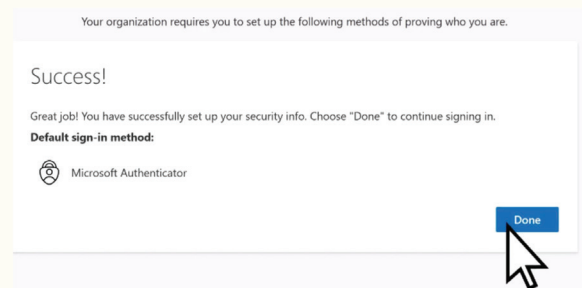 Your organization requires you to set up the following methods of proving who you are.
Success!
Great job! You have successfully set up your security info. Choose "Done" to continue signing in.
Default sign-in method:
Microsoft Authenticator
Done